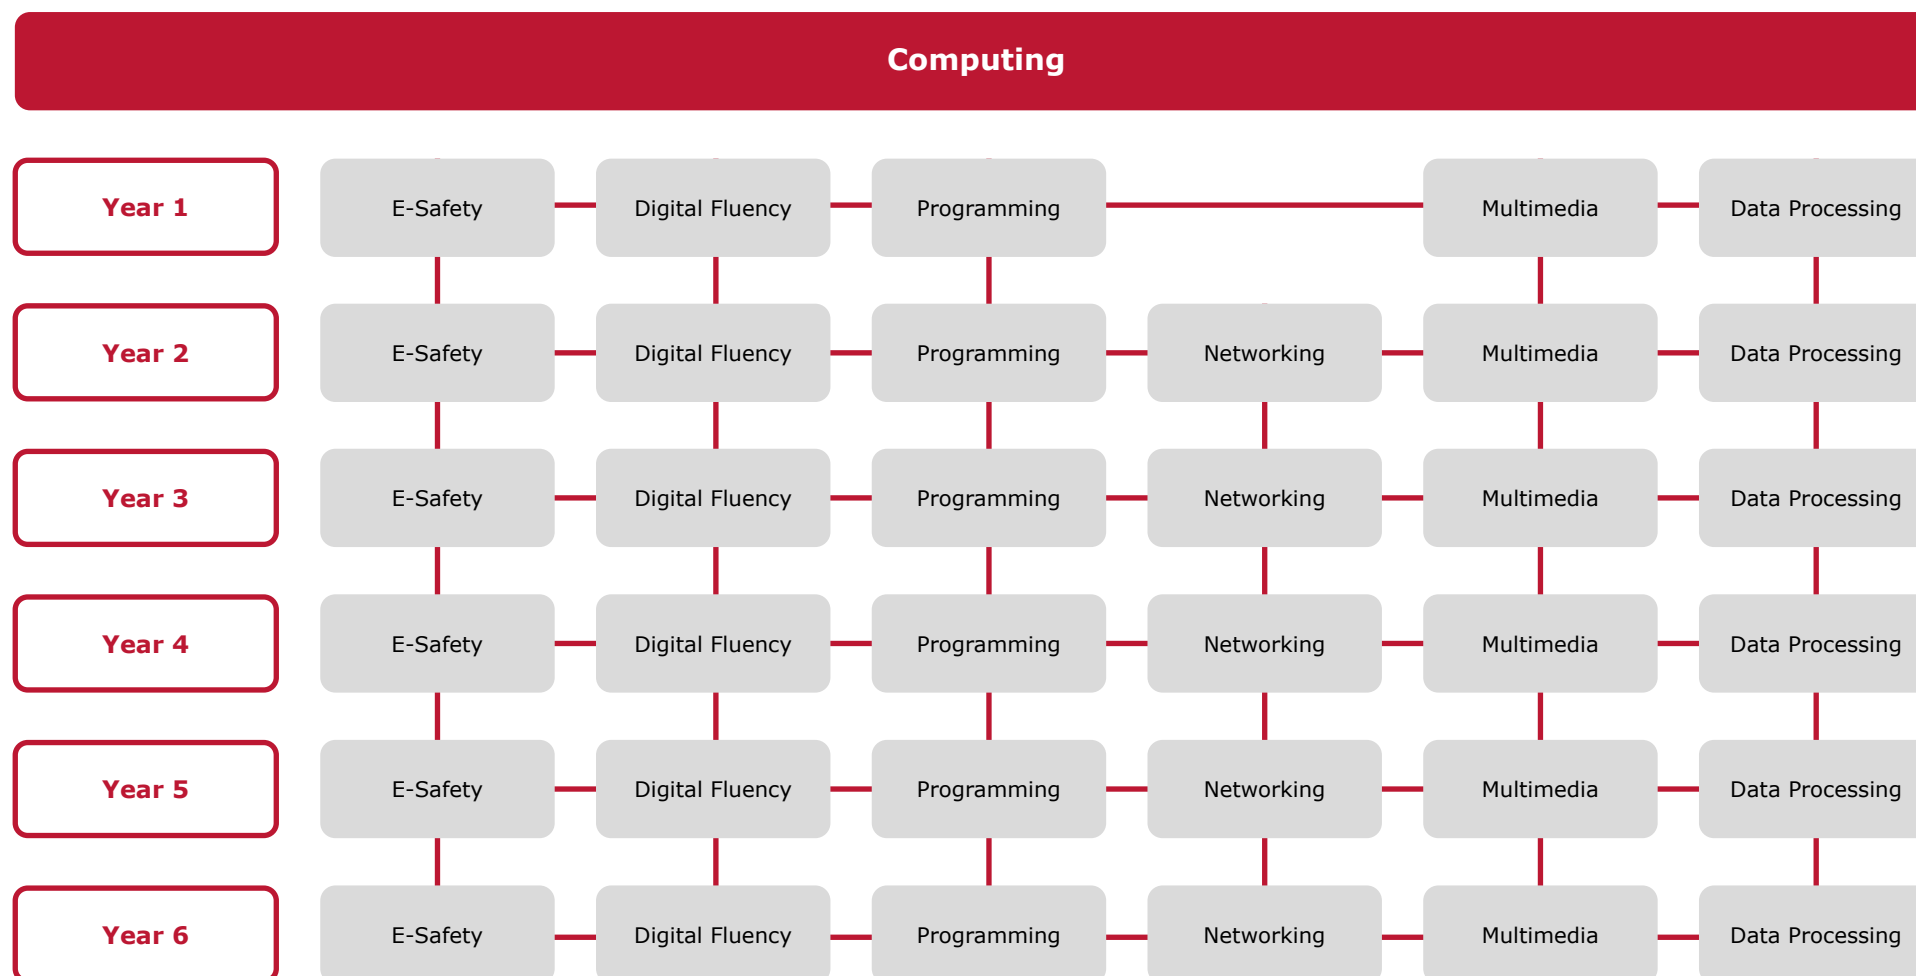 Computing
Year 1 E-Safety Digital Fluency Programming Multimedia Data Processing
Year 2 E-Safety Digital Fluency Programming Networking Multimedia Data Processing
Year 3 E-Safety Digital Fluency Programming Networking Multimedia Data Processing
Year 4 E-Safety Digital Fluency Programming Networking Multimedia Data Processing
Year 5 E-Safety Digital Fluency Programming Networking Multimedia Data Processing
Year 6 E-Safety Digital Fluency Programming Networking Multimedia Data Processing